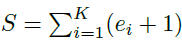 S = ∑_{i=1}^{K}(e_i + 1)